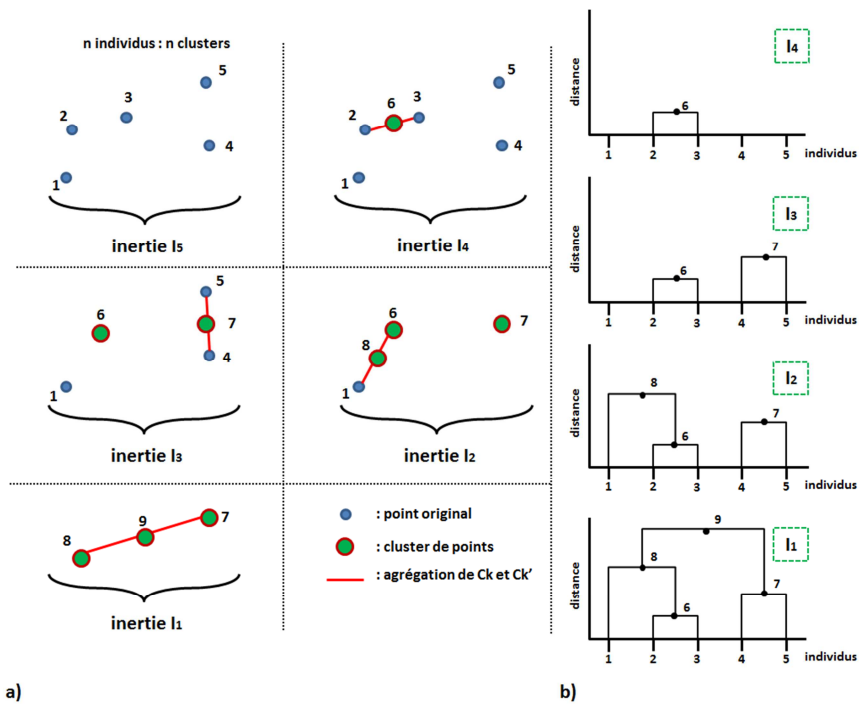 n individus : n clusters
5
3
2
4
1
inertie I5
5
3
6
2
4
1
inertie I4
5
6
7
4
1
inertie I3
6
7
8
1
inertie I2
9
7
8
inertie I1
: point original
: cluster de points
: agrégation de Ck et Ck’
a)
distance
I4
6
1 2 3 4 5 individus
distance
I3
7
6
1 2 3 4 5 individus
distance
I2
8
7
6
1 2 3 4 5 individus
distance
I1
9
8
7
6
1 2 3 4 5 individus
b)